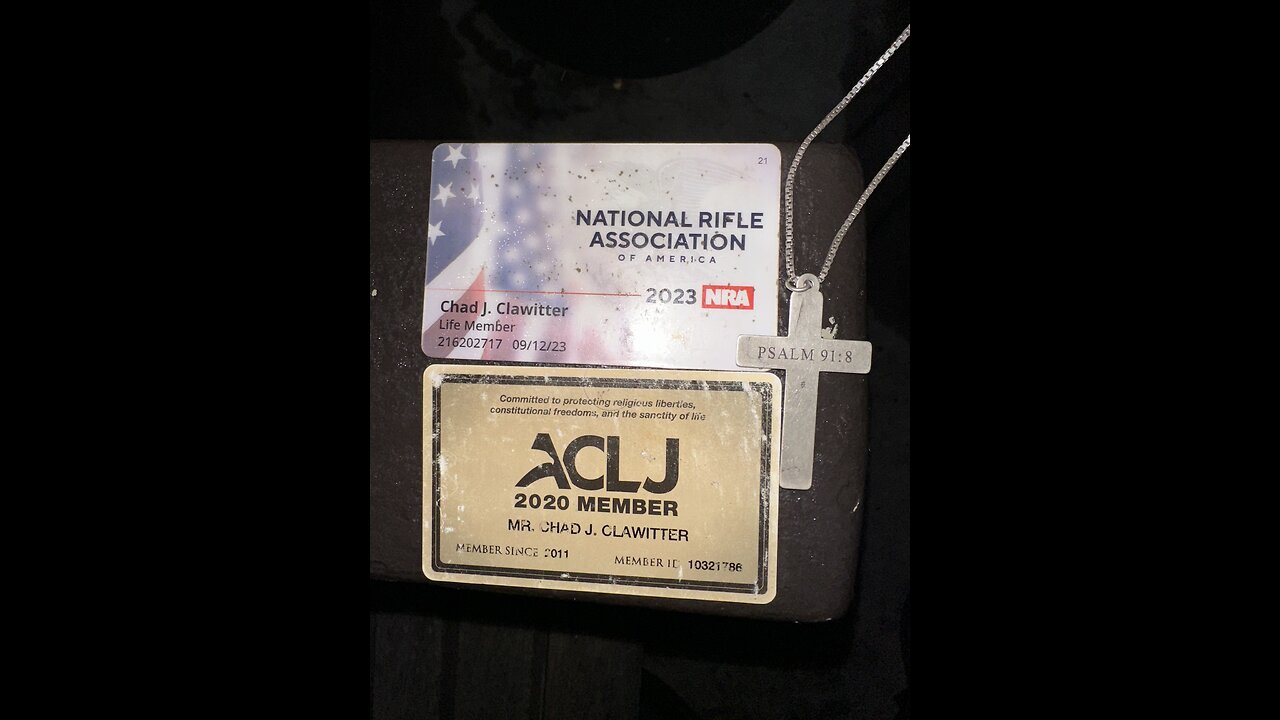 21
NATIONAL RIFLE
ASSOCIATION
OF AMERICA
2023 NRA
Chad J. Clawitter
Life Member
216202717 09/12/23
PSALM 91:8
Committed to protecting religious liberties,
constitutional freedoms, and the sanctity of life
ACLJ
2020 MEMBER
MR. CHAD J. CLAWITTER
MEMBER SINCE 2011
MEMBER ID 10321786